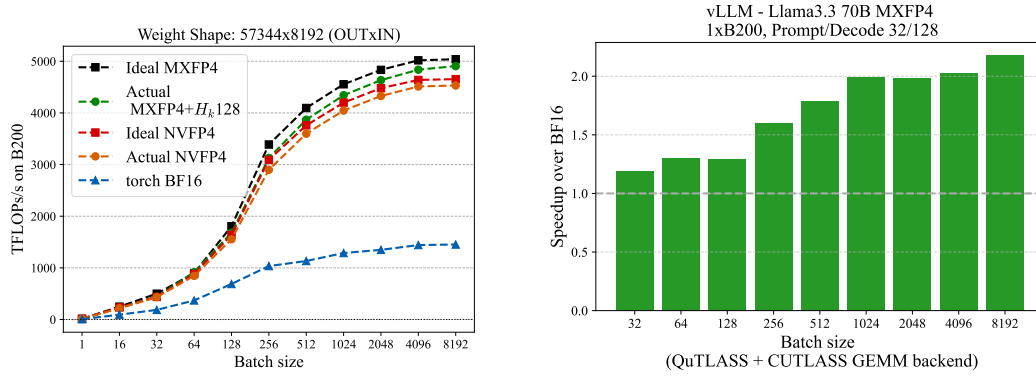 Weight Shape: 57344x8192 (OUTxIN)
TFLOPs/s on B200
5000
4000
3000
2000
1000
0
Ideal MXFP4
Actual
MXFP4+H_k128
Ideal NVFP4
Actual NVFP4
torch BF16
1 16 32 64 128 256 512 1024 2048 4096 8192
Batch size
vLLM - Llama3.3 70B MXFP4
1xB200, Prompt/Decode 32/128
Speedup over BF16
2.0
1.5
1.0
0.5
0.0
32 64 128 256 512 1024 2048 4096 8192
Batch size
(QuTLASS + CUTLASS GEMM backend)